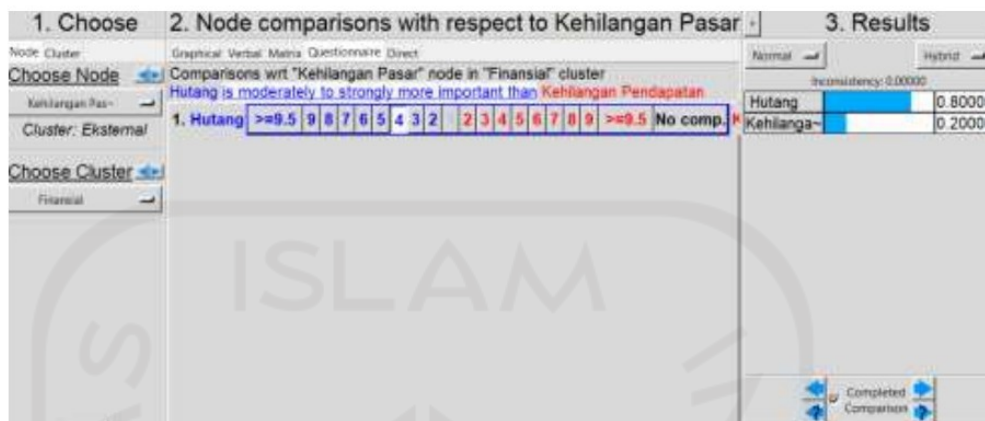 1. Choose
Node Cluster
Choose Node
Kehilangan Pas~
Cluster: Eksternal
Choose Cluster
Finansial
2. Node comparisons with respect to Kehilangan Pasar
Graphical Verbal Matrix Questionnaire Direct
Comparisons wrt "Kehilangan Pasar" node in "Finansial" cluster
Hutang is moderately to strongly more important than Kehilangan Pendapatan
1. Hutang >=9.5 9 8 7 6 5 4 3 2 2 3 4 5 6 7 8 9 >=9.5 No comp. K
+ 3. Results
Normal Hybrid
Inconsistency: 0.00000
Hutang 0.8000
Kehilanga~ 0.2000
Completed
Comparison
ISLAM